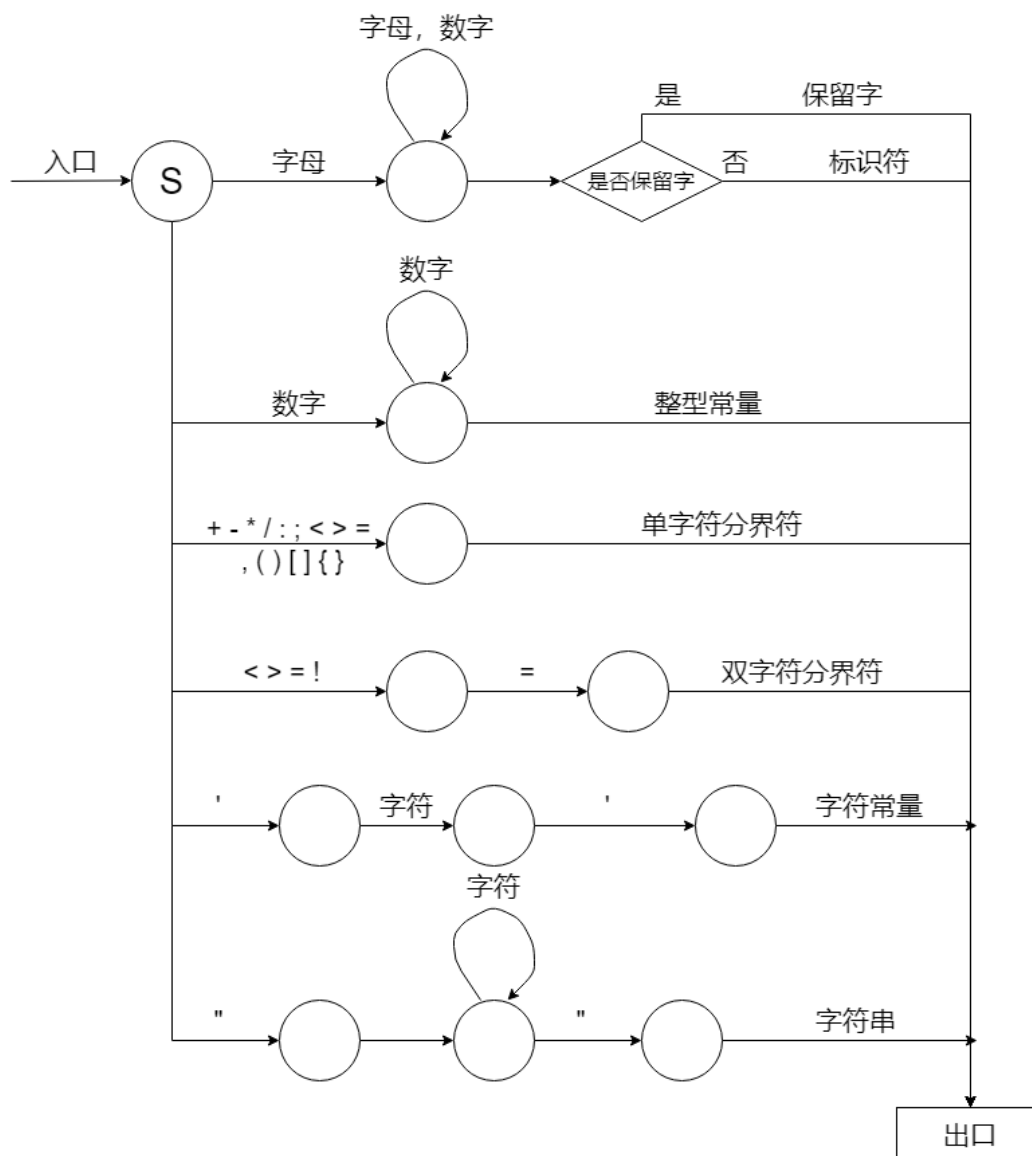 字母，数字
是
保留字
入口
S
字母
是否保留字
否
标识符
数字
数字
整型常量
+ - * / : ; < > =
, ( ) [ ] { }
单字符分界符
< > = !
=
双字符分界符
'
字符
'
字符常量
字符
"
"
字符串
出口